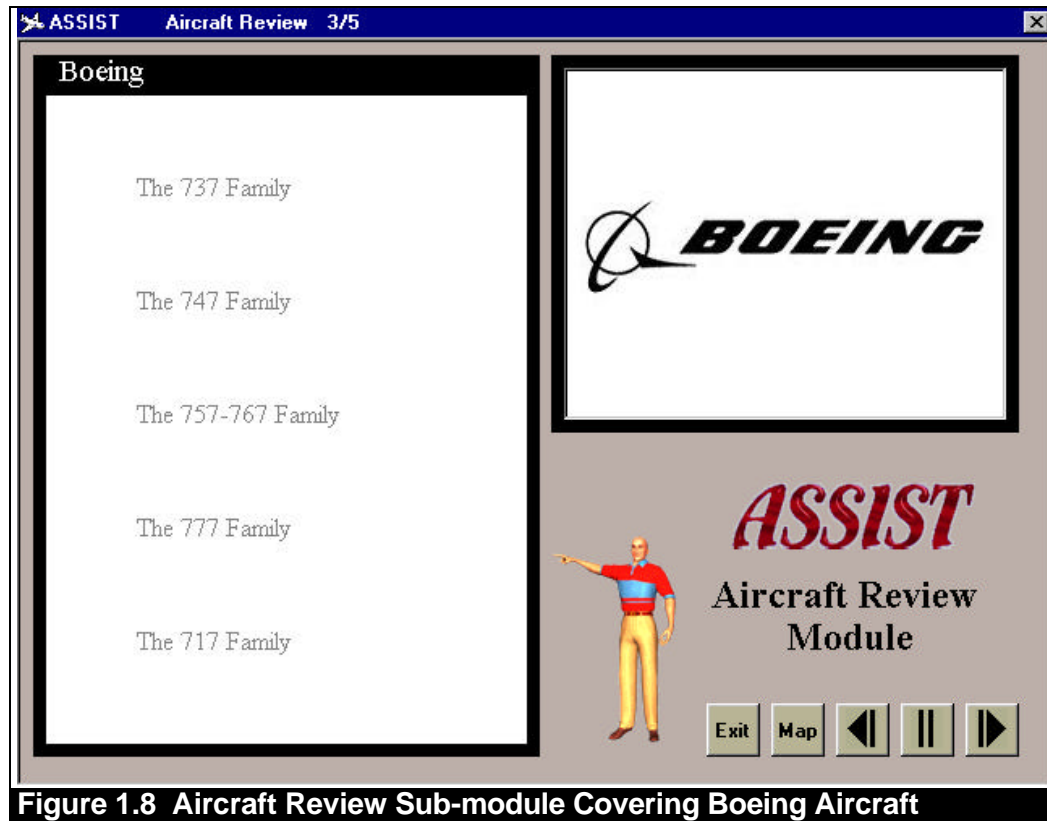 ASSIST Aircraft Review 3/5
Boeing
The 737 Family
The 747 Family
The 757-767 Family
The 777 Family
The 717 Family
BOEING
ASSIST
Aircraft Review
Module
Exit Map
Figure 1.8 Aircraft Review Sub-module Covering Boeing Aircraft